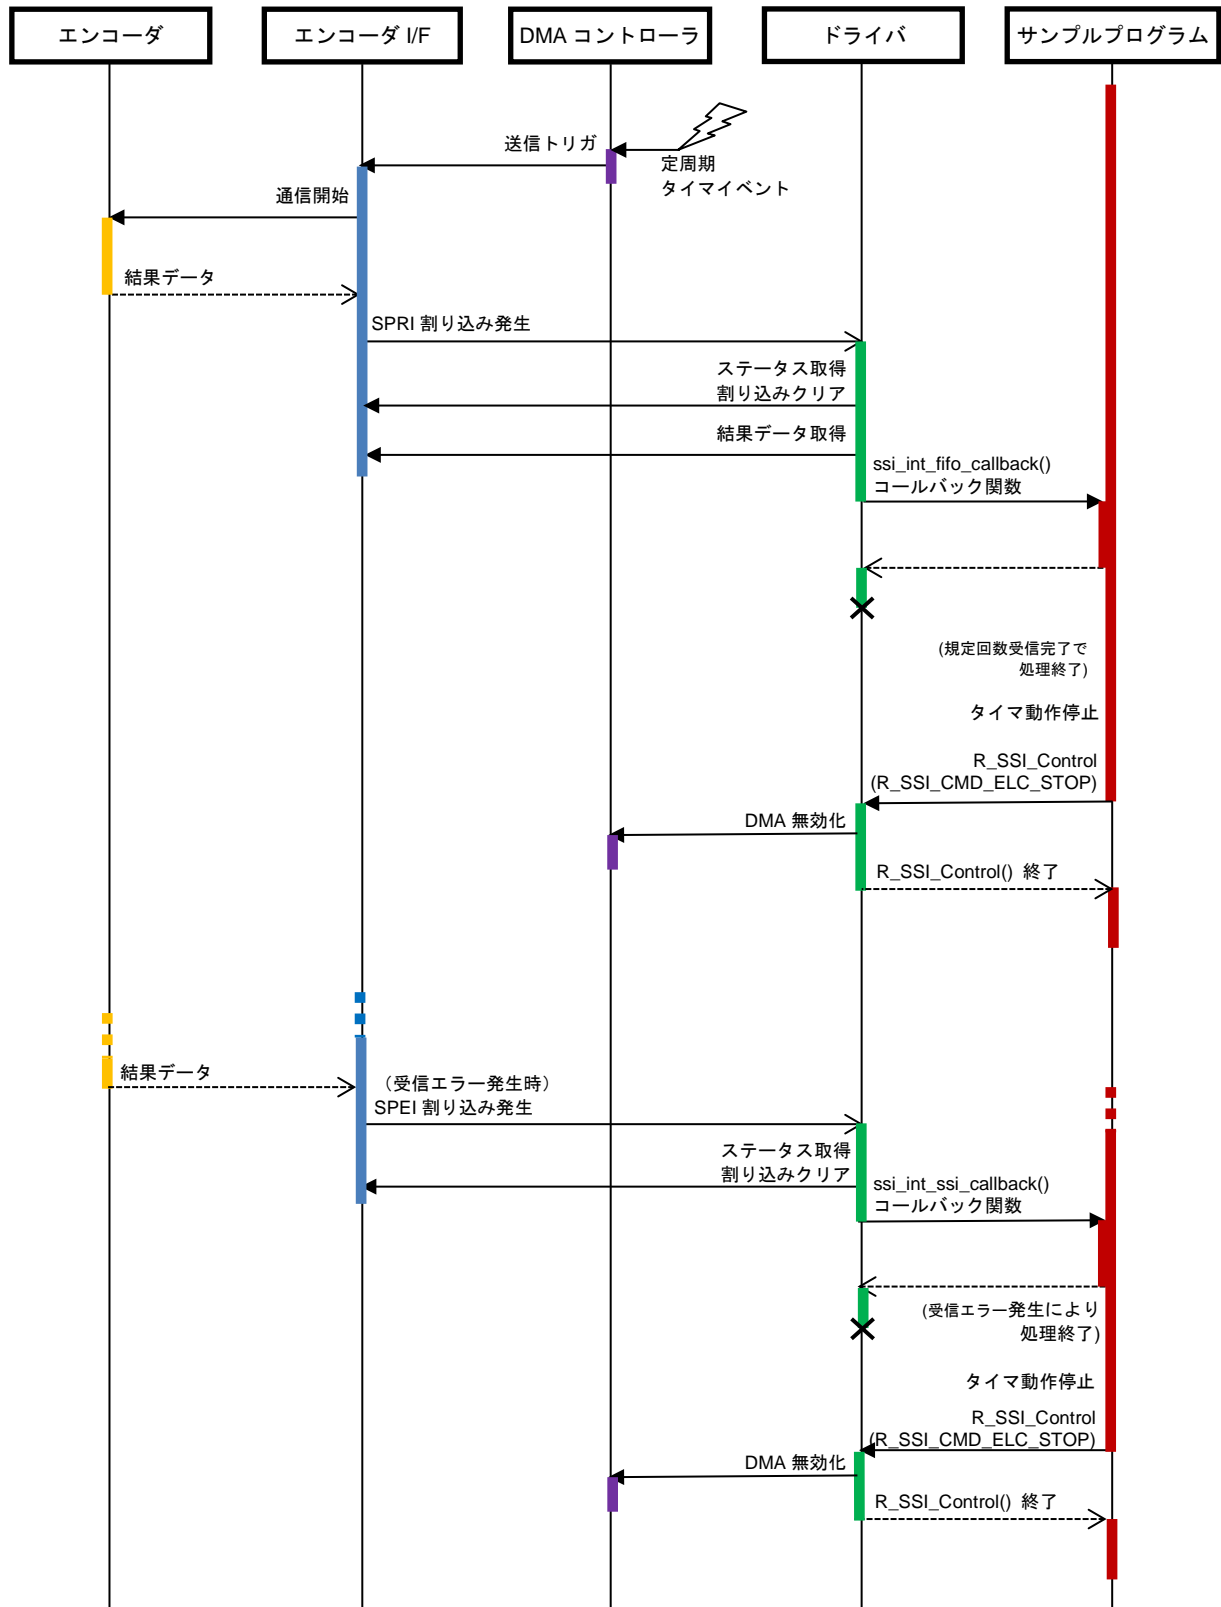 エンコーダ
エンコーダ I/F
DMA コントローラ
ドライバ
サンプルプログラム
送信トリガ
定周期
タイマイベント
通信開始
結果データ
SPRI 割り込み発生
ステータス取得
割り込みクリア
結果データ取得
ssi_int_fifo_callback()
コールバック関数
(規定回数受信完了で
処理終了)
タイマ動作停止
R_SSI_Control
(R_SSI_CMD_ELC_STOP)
DMA 無効化
R_SSI_Control() 終了
結果データ
（受信エラー発生時）
SPEI 割り込み発生
ステータス取得
割り込みクリア
ssi_int_ssi_callback()
コールバック関数
(受信エラー発生により
処理終了)
タイマ動作停止
R_SSI_Control
(R_SSI_CMD_ELC_STOP)
DMA 無効化
R_SSI_Control() 終了